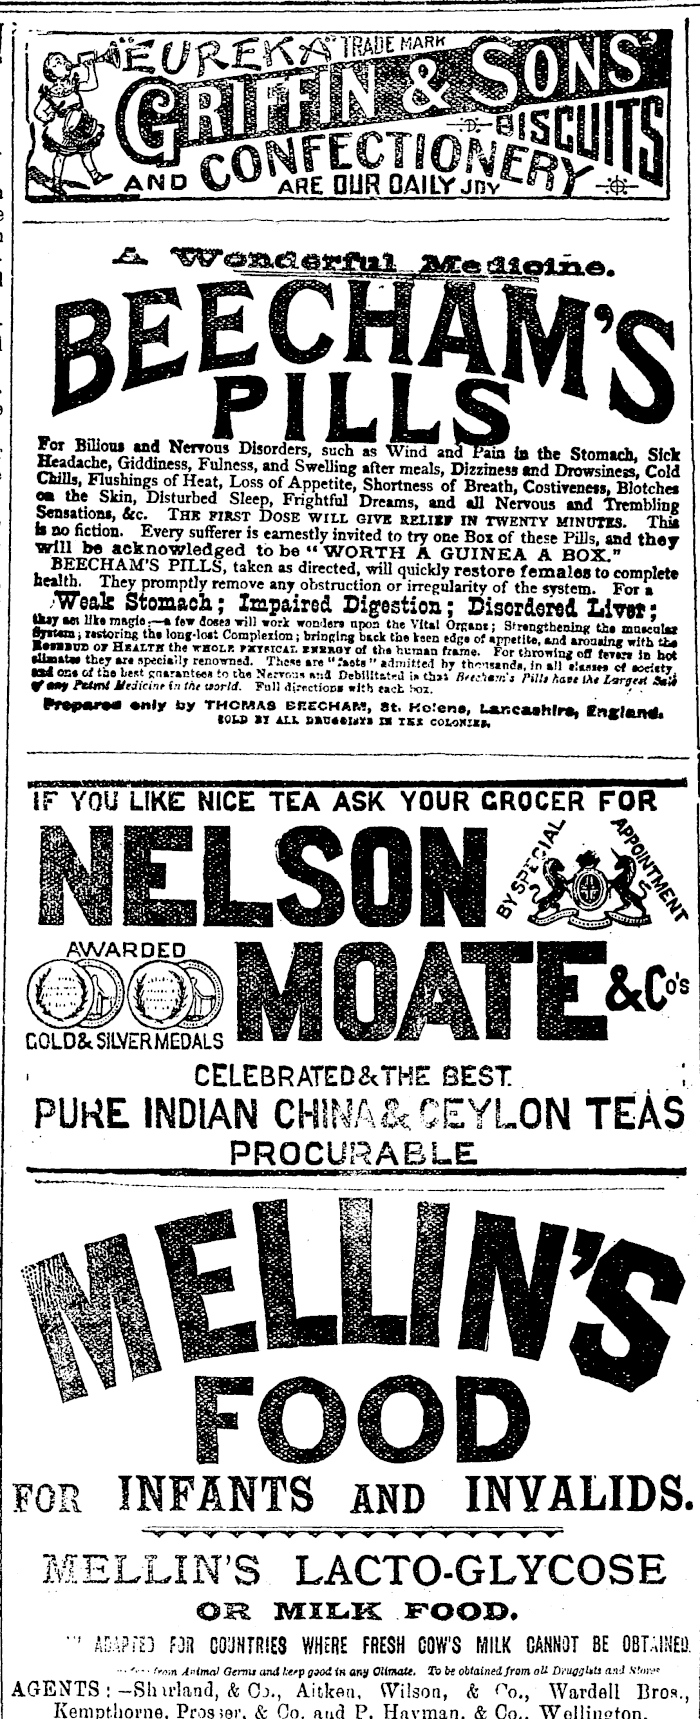 "EUREKA" TRADE MARK
GRIFFIN & SONS'
BISCUITS
AND CONFECTIONERY
ARE OUR DAILY JOY
A Wonderful Medicine.
BEECHAM'S
PILLS
For Bilious and Nervous Disorders, such as Wind and Pain in the Stomach, Sick
Headache, Giddiness, Fulness, and Swelling after meals, Dizziness and Drowsiness, Cold
Chills, Flushings of Heat, Loss of Appetite, Shortness of Breath, Costiveness, Blotches
on the Skin, Disturbed Sleep, Frightful Dreams, and all Nervous and Trembling
Sensations, &c. THE FIRST DOSE WILL GIVE RELIEF IN TWENTY MINUTES. This
is no fiction. Every sufferer is earnestly invited to try one Box of these Pills, and they
will be acknowledged to be "WORTH A GUINEA A BOX."
BEECHAM'S PILLS, taken as directed, will quickly restore females to complete
health. They promptly remove any obstruction or irregularity of the system. For a
Weak Stomach; Impaired Digestion; Disordered Liver;
they act like magic:—a few doses will work wonders upon the Vital Organs; Strengthening the muscular
System; restoring the long-lost Complexion; bringing back the keen edge of appetite, and arousing with the
ROSEBUD OF HEALTH the WHOLE PHYSICAL ENERGY of the human frame. For throwing off fevers in hot
climates they are specially renowned. These are "facts" admitted by thousands, in all classes of society
and one of the best guarantees to the Nervous and Debilitated is that Beecham's Pills have the Largest Sale
of any Patent Medicine in the world. Full directions with each box.
Prepared only by THOMAS BEECHAM, St. Helens, Lancashire, England.
SOLD BY ALL DRUGGISTS IN THE COLONIES.
IF YOU LIKE NICE TEA ASK YOUR GROCER FOR
NELSON
BY SPECIAL APPOINTMENT
AWARDED
GOLD & SILVER MEDALS
MOATE & Co's
CELEBRATED & THE BEST
PURE INDIAN CHINA & CEYLON TEAS
PROCURABLE
MELLIN'S
FOOD
FOR INFANTS AND INVALIDS.
MELLIN'S LACTO-GLYCOSE
OR MILK FOOD.
ADAPTED FOR COUNTRIES WHERE FRESH COW'S MILK CANNOT BE OBTAINED.
from Animal Germs and keep good in any Climate. To be obtained from all Druggists and Stores
AGENTS:—Sharland, & Co., Aitken, Wilson, & Co., Wardell Bros.,
Kempthorne, Prosser, & Co. and P. Hayman, & Co., Wellington.